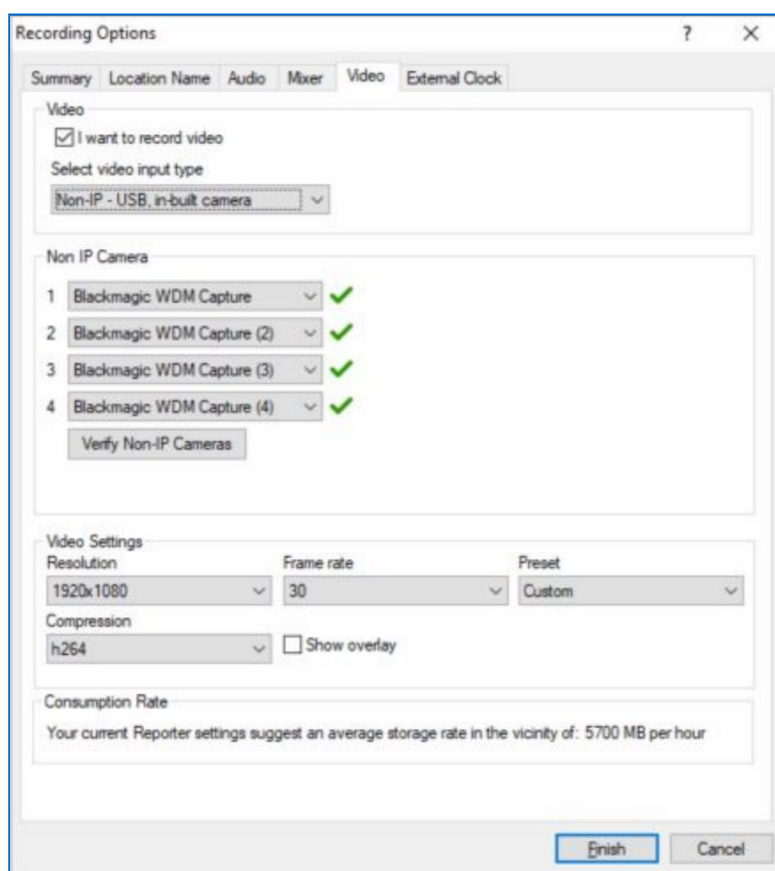 Recording Options ?
Summary Location Name Audio Mixer Video External Clock
Video
I want to record video
Select video input type
Non-IP - USB, in-built camera
Non IP Camera
1 Blackmagic WDM Capture
2 Blackmagic WDM Capture (2)
3 Blackmagic WDM Capture (3)
4 Blackmagic WDM Capture (4)
Verify Non-IP Cameras
Video Settings
Resolution Frame rate Preset
1920x1080 30 Custom
Compression
h264 Show overlay
Consumption Rate
Your current Reporter settings suggest an average storage rate in the vicinity of: 5700 MB per hour
Finish Cancel